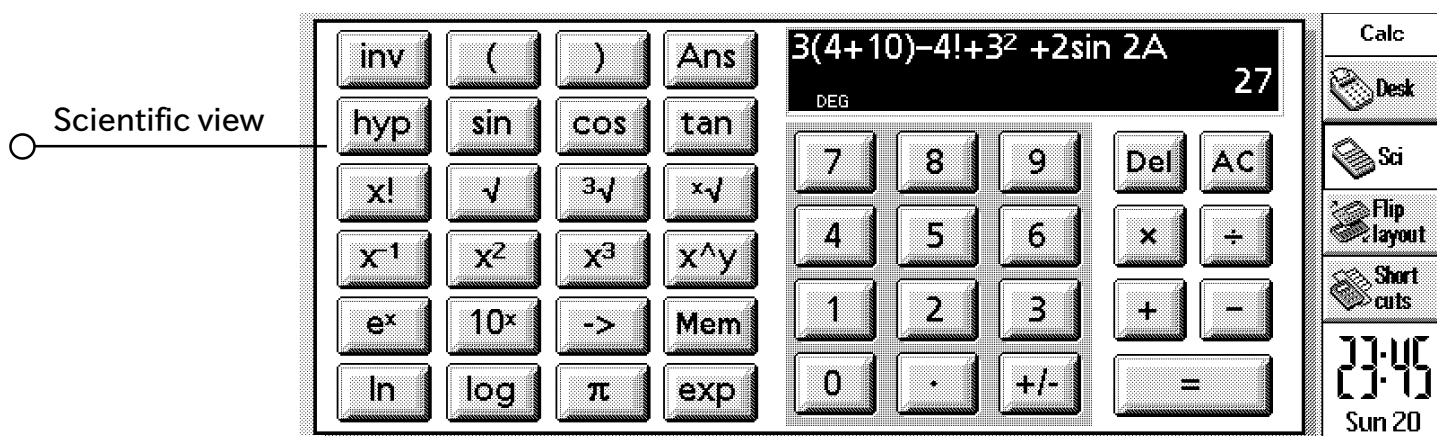 Scientific view
inv ( ) Ans
hyp sin cos tan
x! √ ³√ ˣ√
x⁻¹ x² x³ x^y
eˣ 10ˣ -> Mem
ln log π exp
3(4+10)–4!+3² +2sin 2A
27
DEG
7 8 9 Del AC
4 5 6 × ÷
1 2 3 + −
0 . +/- =
Calc
Desk
Sci
Flip
layout
Short
cuts
23:45
Sun 20